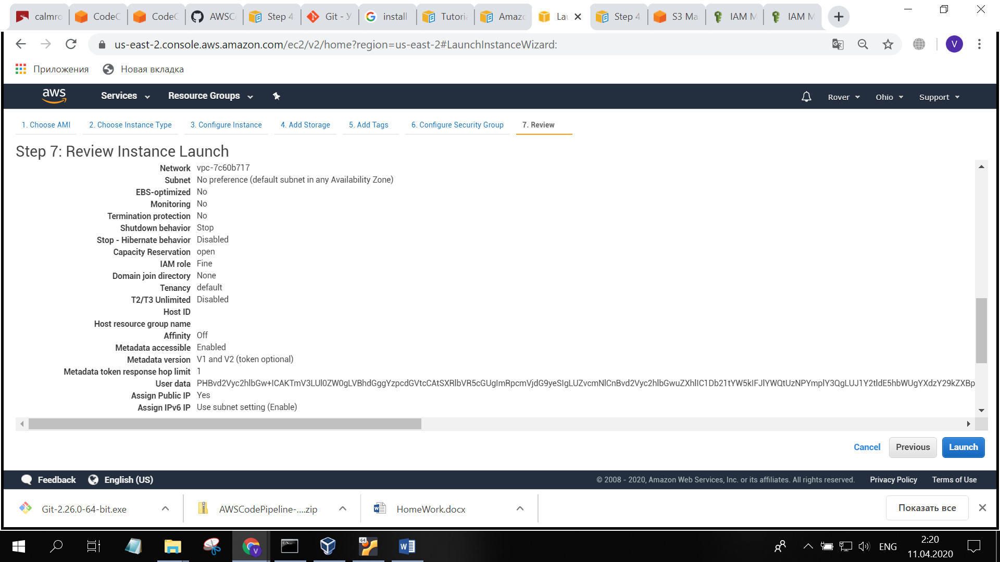 calmro
CodeC
CodeC
AWSCo
Step 4
Git - У
install
Tutoria
Amazo
Lau
Step 4
S3 Ma
IAM M
IAM M
us-east-2.console.aws.amazon.com/ec2/v2/home?region=us-east-2#LaunchInstanceWizard:
V
Приложения
Новая вкладка
aws
Services
Resource Groups
Rover
Ohio
Support
1. Choose AMI
2. Choose Instance Type
3. Configure Instance
4. Add Storage
5. Add Tags
6. Configure Security Group
7. Review
Step 7: Review Instance Launch
Network vpc-7c60b717
Subnet No preference (default subnet in any Availability Zone)
EBS-optimized No
Monitoring No
Termination protection No
Shutdown behavior Stop
Stop - Hibernate behavior Disabled
Capacity Reservation open
IAM role Fine
Domain join directory None
Tenancy default
T2/T3 Unlimited Disabled
Host ID
Host resource group name
Affinity Off
Metadata accessible Enabled
Metadata version V1 and V2 (token optional)
Metadata token response hop limit 1
User data
Assign Public IP Yes
Assign IPv6 IP Use subnet setting (Enable)
Cancel
Previous
Launch
Feedback
English (US)
© 2008 - 2020, Amazon Web Services, Inc. or its affiliates. All rights reserved.
Privacy Policy
Terms of Use
Git-2.26.0-64-bit.exe
AWSCodePipeline-....zip
HomeWork.docx
Показать все
64
V
ENG
2:20
11.04.2020